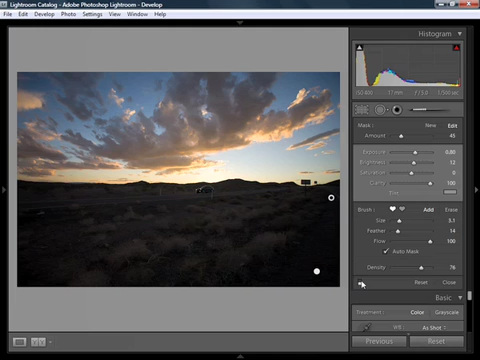 Lightroom Catalog - Adobe Photoshop Lightroom - Develop
File Edit Develop Photo Settings View Window Help
Histogram
ISO 800 17 mm f / 3.5 1/500 sec
Mask : New Edit
Amount 45
Exposure 0.80
Brightness 12
Saturation 0
Clarity 100
Tint
Brush : Add Erase
Size 3.1
Feather 14
Flow 100
Auto Mask
Density 76
Reset Close
Basic
Treatment : Color Grayscale
WB : As Shot
Previous Reset